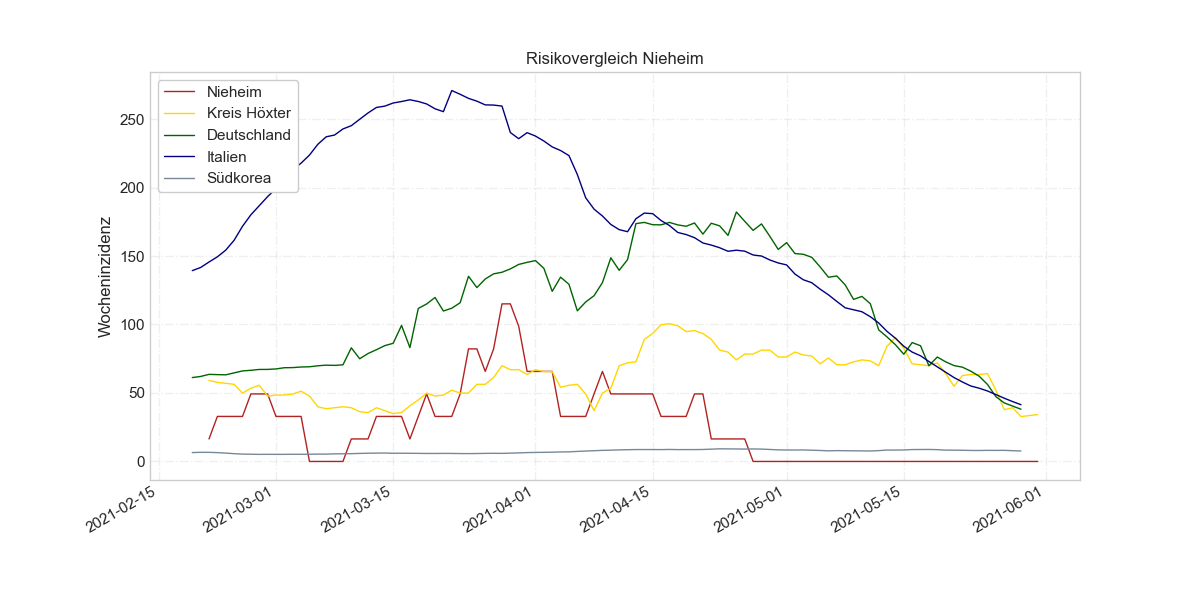 Risikovergleich Nieheim
Nieheim
Kreis Höxter
Deutschland
Italien
Südkorea
Wocheninzidenz
250
200
150
100
50
0
2021-02-15
2021-03-01
2021-03-15
2021-04-01
2021-04-15
2021-05-01
2021-05-15
2021-06-01